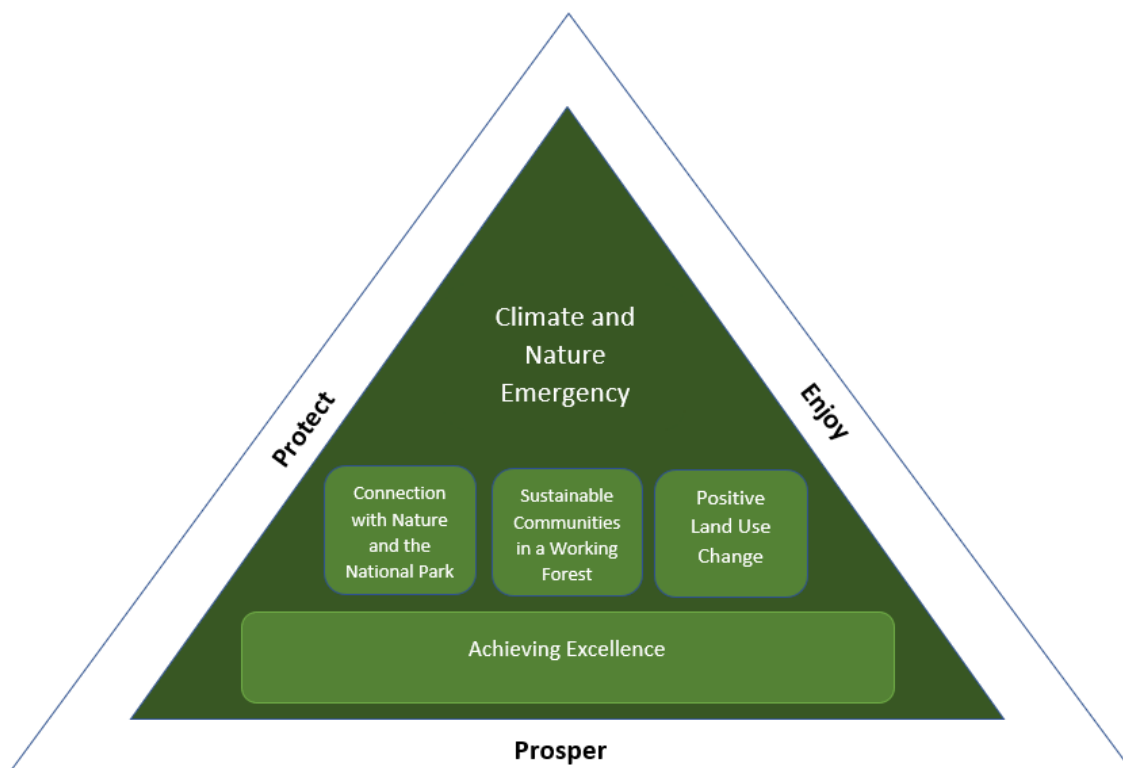 Climate and
Nature
Emergency
Protect
Enjoy
Connection
with Nature
and the
National Park
Sustainable
Communities
in a Working
Forest
Positive
Land Use
Change
Achieving Excellence
Prosper